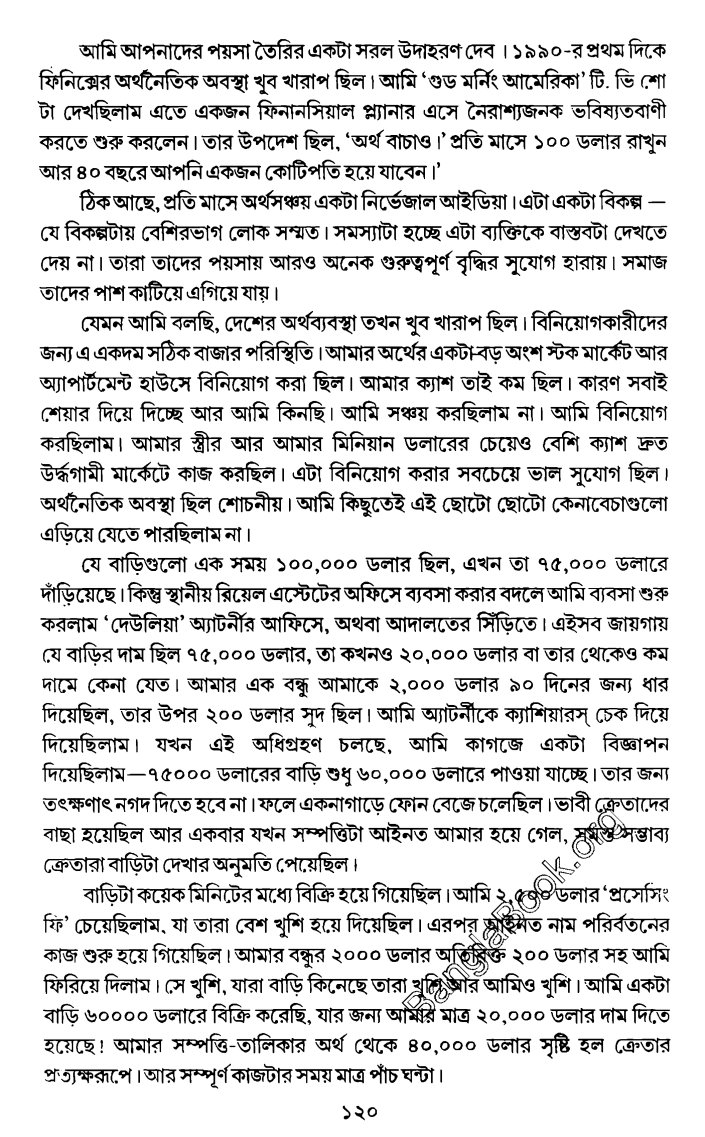 আমি আপনাদের পয়সা তৈরির একটা সরল উদাহরণ দেব । ১৯৯০-র প্রথম দিকে
ফিনিক্সের অর্থনৈতিক অবস্থা খুব খারাপ ছিল। আমি ‘গুড মর্নিং আমেরিকা’ টি. ভি শো
টা দেখছিলাম এতে একজন ফিনানসিয়াল প্ল্যানার এসে নৈরাশ্যজনক ভবিষ্যতবাণী
করতে শুরু করলেন। তার উপদেশ ছিল, ‘অর্থ বাচাও।’ প্রতি মাসে ১০০ ডলার রাখুন
আর ৪০ বছরে আপনি একজন কোটিপতি হয়ে যাবেন।’
ঠিক আছে, প্রতি মাসে অর্থসঞ্চয় একটা নির্ভেজাল আইডিয়া। এটা একটা বিকল্প —
যে বিকল্পটায় বেশিরভাগ লোক সম্মত। সমস্যাটা হচ্ছে এটা ব্যক্তিকে বাস্তবটা দেখতে
দেয় না। তারা তাদের পয়সায় আরও অনেক গুরুত্বপূর্ণ বৃদ্ধির সুযোগ হারায়। সমাজ
তাদের পাশ কাটিয়ে এগিয়ে যায়।
যেমন আমি বলছি, দেশের অর্থব্যবস্থা তখন খুব খারাপ ছিল। বিনিয়োগকারীদের
জন্য এ একদম সঠিক বাজার পরিস্থিতি। আমার অর্থের একটা বড় অংশ স্টক মার্কেট আর
অ্যাপার্টমেন্ট হাউসে বিনিয়োগ করা ছিল। আমার ক্যাশ তাই কম ছিল। কারণ সবাই
শেয়ার দিয়ে দিচ্ছে আর আমি কিনছি। আমি সঞ্চয় করছিলাম না। আমি বিনিয়োগ
করছিলাম। আমার স্ত্রীর আর আমার মিনিয়ান ডলারের চেয়েও বেশি ক্যাশ দ্রুত
উর্দ্ধগামী মার্কেটে কাজ করছিল। এটা বিনিয়োগ করার সবচেয়ে ভাল সুযোগ ছিল।
অর্থনৈতিক অবস্থা ছিল শোচনীয়। আমি কিছুতেই এই ছোটো ছোটো কেনাবেচাগুলো
এড়িয়ে যেতে পারছিলাম না।
যে বাড়িগুলো এক সময় ১০০,০০০ ডলার ছিল, এখন তা ৭৫,০০০ ডলারে
দাঁড়িয়েছে। কিন্তু স্থানীয় রিয়েল এস্টেটের অফিসে ব্যবসা করার বদলে আমি ব্যবসা শুরু
করলাম ‘দেউলিয়া’ অ্যাটর্নীর আফিসে, অথবা আদালতের সিঁড়িতে। এইসব জায়গায়
যে বাড়ির দাম ছিল ৭৫,০০০ ডলার, তা কখনও ২০,০০০ ডলার বা তার থেকেও কম
দামে কেনা যেত। আমার এক বন্ধু আমাকে ২,০০০ ডলার ৯০ দিনের জন্য ধার
দিয়েছিল, তার উপর ২০০ ডলার সুদ ছিল। আমি অ্যাটর্নীকে ক্যাশিয়ারস্ চেক দিয়ে
দিয়েছিলাম। যখন এই অধিগ্রহণ চলছে, আমি কাগজে একটা বিজ্ঞাপন
দিয়েছিলাম—৭৫০০০ ডলারের বাড়ি শুধু ৬০,০০০ ডলারে পাওয়া যাচ্ছে। তার জন্য
তৎক্ষণাৎ নগদ দিতে হবে না। ফলে একনাগাড়ে ফোন বেজে চলেছিল। ভাবী ক্রেতাদের
বাছা হয়েছিল আর একবার যখন সম্পত্তিটা আইনত আমার হয়ে গেল, সমস্ত সম্ভাব্য
ক্রেতারা বাড়িটা দেখার অনুমতি পেয়েছিল।
বাড়িটা কয়েক মিনিটের মধ্যে বিক্রি হয়ে গিয়েছিল। আমি ২,৫০০ ডলার ‘প্রসেসিং
ফি’ চেয়েছিলাম, যা তারা বেশ খুশি হয়ে দিয়েছিল। এরপর আইনত নাম পরিবর্তনের
কাজ শুরু হয়ে গিয়েছিল। আমার বন্ধুর ২০০০ ডলার অতিরিক্ত ২০০ ডলার সহ আমি
ফিরিয়ে দিলাম। সে খুশি, যারা বাড়ি কিনেছে তারা খুশি আর আমিও খুশি। আমি একটা
বাড়ি ৬০০০০ ডলারে বিক্রি করেছি, যার জন্য আমার মাত্র ২০,০০০ ডলার দাম দিতে
হয়েছে! আমার সম্পত্তি-তালিকার অর্থ থেকে ৪০,০০০ ডলার সৃষ্টি হল ক্রেতার
প্রত্যক্ষরূপে। আর সম্পূর্ণ কাজটার সময় মাত্র পাঁচ ঘন্টা।
BanglaBook.org
১২০